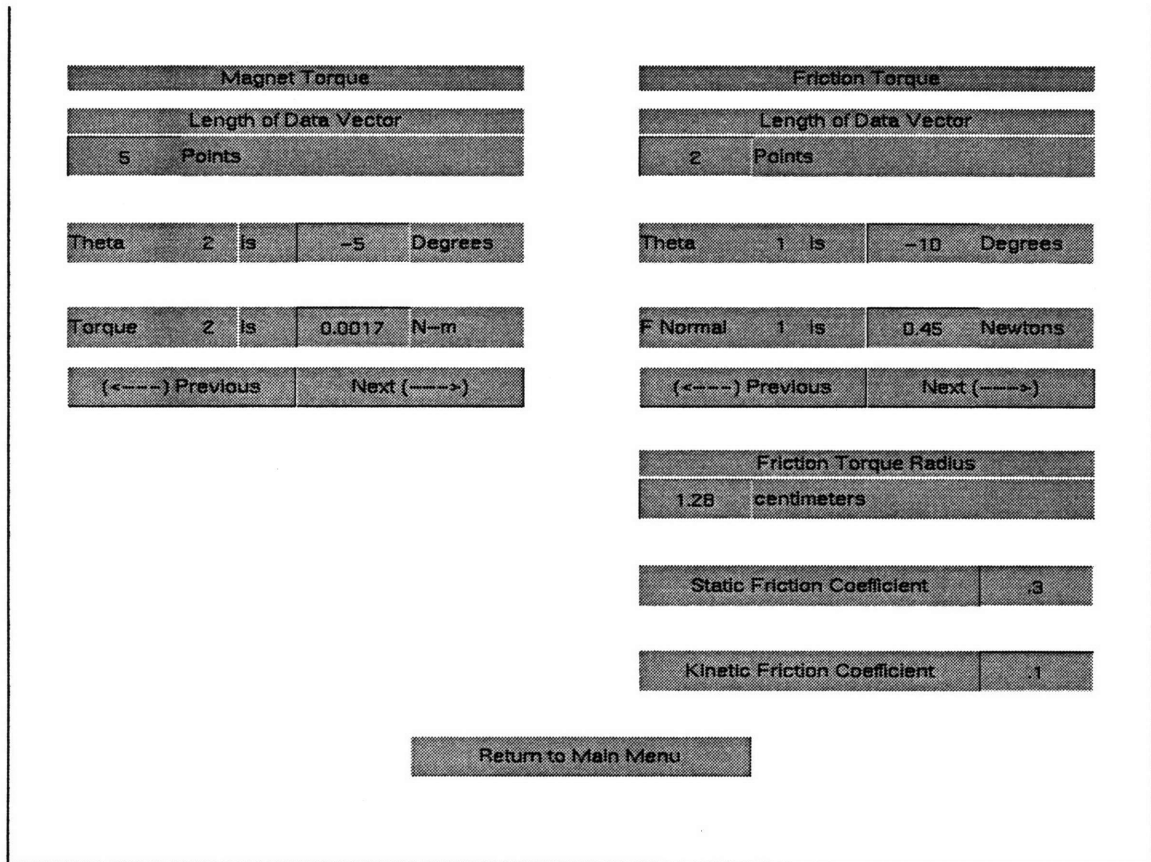 Magnet Torque
Length of Data Vector
5 Points
Theta 2 is -5 Degrees
Torque 2 is 0.0017 N-m
(<---) Previous Next (--->)
Friction Torque
Length of Data Vector
2 Points
Theta 1 is -10 Degrees
F Normal 1 is 0.45 Newtons
(<---) Previous Next (--->)
Friction Torque Radius
1.28 centimeters
Static Friction Coefficient .3
Kinetic Friction Coefficient .1
Return to Main Menu